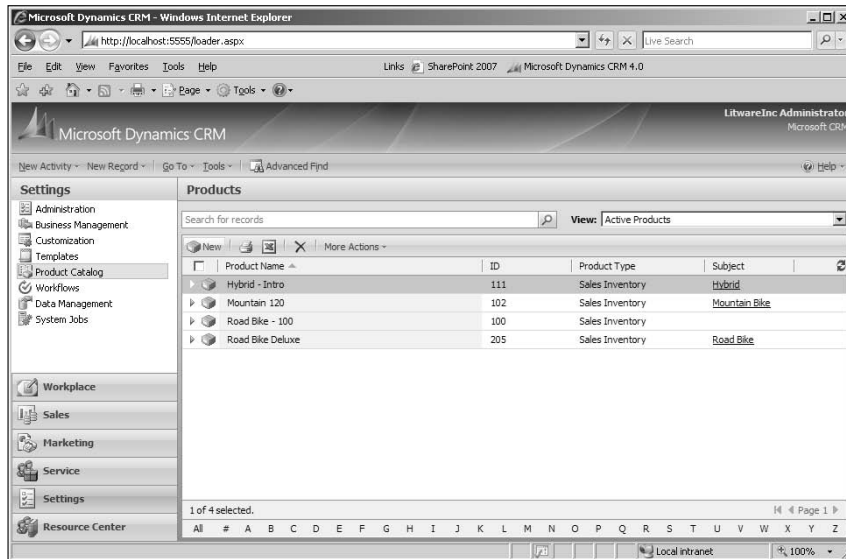 Microsoft Dynamics CRM - Windows Internet Explorer
http://localhost:5555/loader.aspx
Live Search
File Edit View Favorites Tools Help
Links SharePoint 2007 Microsoft Dynamics CRM 4.0
Page Tools
LitwareInc Administrato
Microsoft CRM
Microsoft Dynamics CRM
New Activity New Record Go To Tools Advanced Find Help
Settings
Administration
Business Management
Customization
Templates
Product Catalog
Workflows
Data Management
System Jobs
Workplace
Sales
Marketing
Service
Settings
Resource Center
Products
Search for records
View: Active Products
New More Actions
Product Name ID Product Type Subject
Hybrid - Intro 111 Sales Inventory Hybrid
Mountain 120 102 Sales Inventory Mountain Bike
Road Bike - 100 100 Sales Inventory
Road Bike Deluxe 205 Sales Inventory Road Bike
1 of 4 selected. Page 1
All # A B C D E F G H I J K L M N O P Q R S T U V W X Y Z
Local intranet 100%